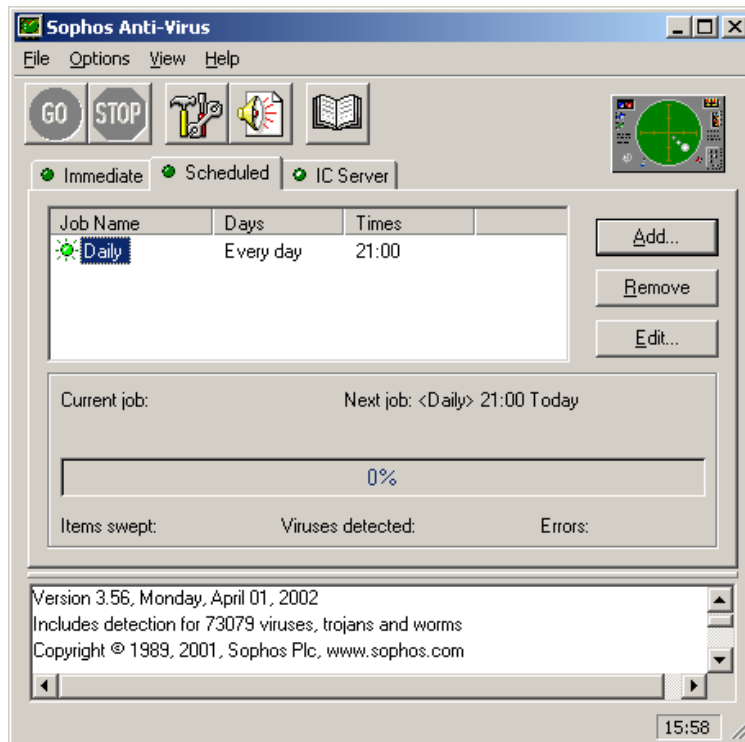 Sophos Anti-Virus
File Options View Help
GO STOP
Immediate Scheduled IC Server
Job Name Days Times
Daily Every day 21:00
Add...
Remove
Edit...
Current job: Next job: <Daily> 21:00 Today
0%
Items swept: Viruses detected: Errors:
Version 3.56, Monday, April 01, 2002
Includes detection for 73079 viruses, trojans and worms
Copyright © 1989, 2001, Sophos Plc, www.sophos.com
15:58